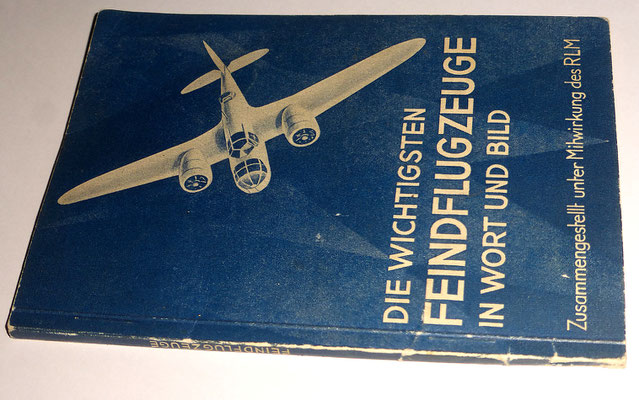 DIE WICHTIGSTEN
FEINDFLUGZEUGE
IN WORT UND BILD
Zusammengestellt unter Mitwirkung des RLM
FEINDFLUGZEUGE